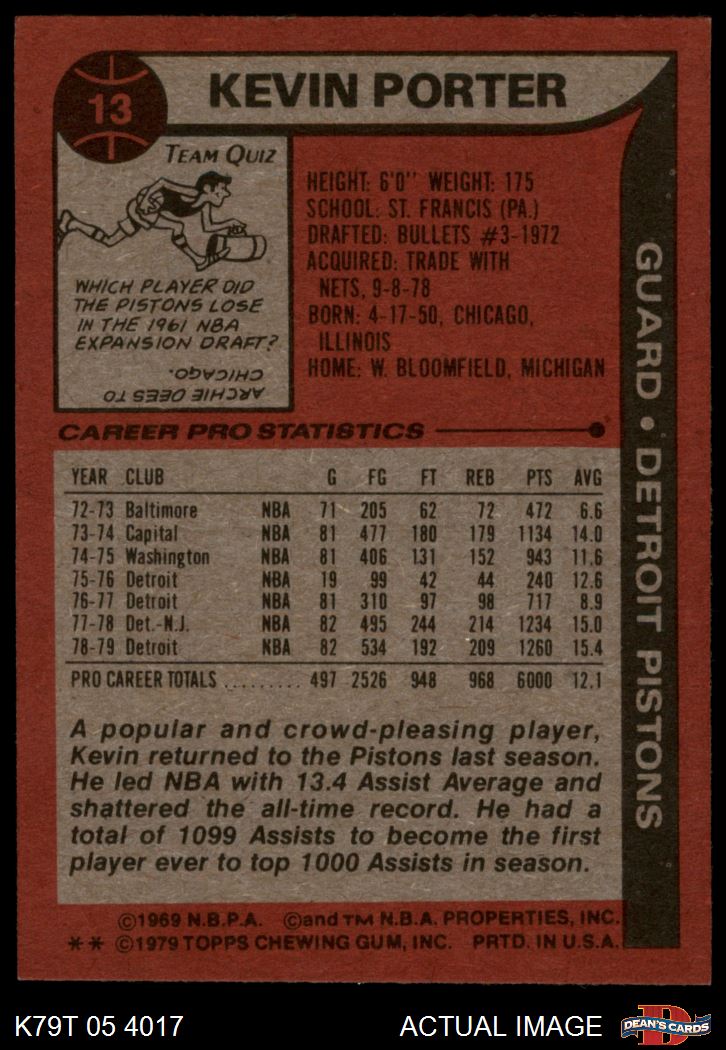 13
KEVIN PORTER
TEAM QUIZ
WHICH PLAYER DID
THE PISTONS LOSE
IN THE 1961 NBA
EXPANSION DRAFT?
ARCHIE DEES TO
CHICAGO.
HEIGHT: 6'0" WEIGHT: 175
SCHOOL: ST. FRANCIS (PA.)
DRAFTED: BULLETS #3-1972
ACQUIRED: TRADE WITH
NETS, 9-8-78
BORN: 4-17-50, CHICAGO,
ILLINOIS
HOME: W. BLOOMFIELD, MICHIGAN
GUARD • DETROIT PISTONS
CAREER PRO STATISTICS
YEAR CLUB G FG FT REB PTS AVG
72-73 Baltimore NBA 71 205 62 72 472 6.6
73-74 Capital NBA 81 477 180 179 1134 14.0
74-75 Washington NBA 81 406 131 152 943 11.6
75-76 Detroit NBA 19 99 42 44 240 12.6
76-77 Detroit NBA 81 310 97 98 717 8.9
77-78 Det.-N.J. NBA 82 495 244 214 1234 15.0
78-79 Detroit NBA 82 534 192 209 1260 15.4
PRO CAREER TOTALS ......... 497 2526 948 968 6000 12.1
A popular and crowd-pleasing player,
Kevin returned to the Pistons last season.
He led NBA with 13.4 Assist Average and
shattered the all-time record. He had a
total of 1099 Assists to become the first
player ever to top 1000 Assists in season.
©1969 N.B.P.A. ©and TM N.B.A. PROPERTIES, INC.
** ©1979 TOPPS CHEWING GUM, INC. PRTD. IN U.S.A.
K79T 05 4017
ACTUAL IMAGE
D
DEAN'S CARDS